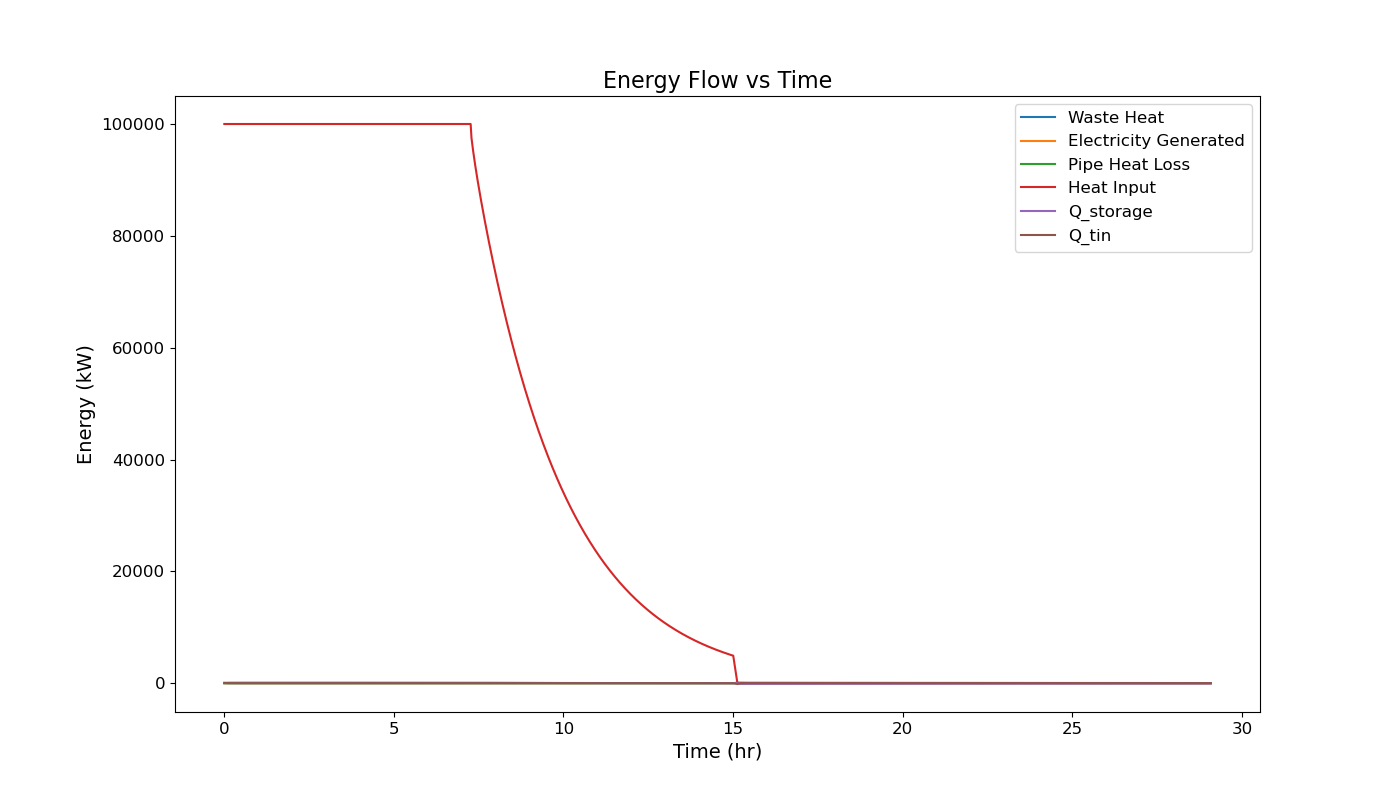 Energy Flow vs Time
Waste Heat
Electricity Generated
Pipe Heat Loss
Heat Input
Q_storage
Q_tin
Energy (kW)
100000
80000
60000
40000
20000
0
0 5 10 15 20 25 30
Time (hr)